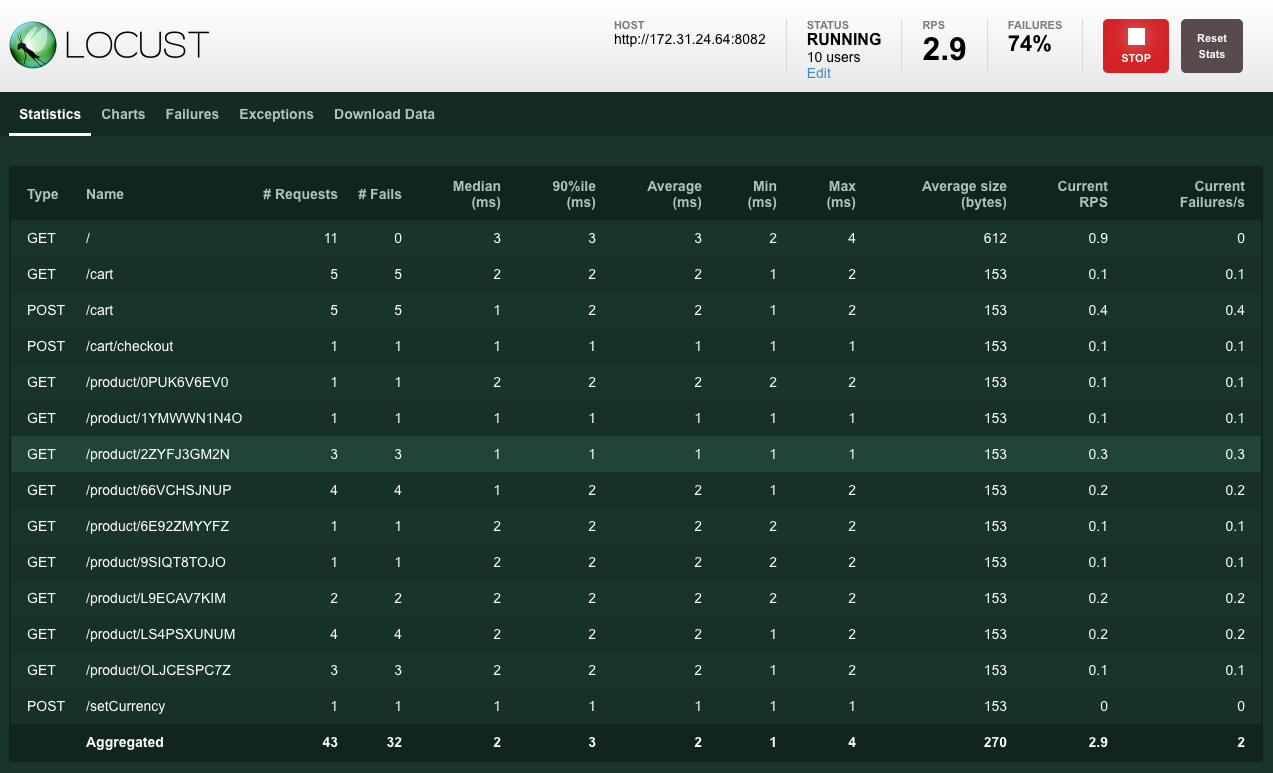 LOCUST
HOST
http://172.31.24.64:8082
STATUS
RUNNING
10 users
Edit
RPS
2.9
FAILURES
74%
STOP
Reset
Stats
Statistics Charts Failures Exceptions Download Data
Type Name # Requests # Fails Median (ms) 90%ile (ms) Average (ms) Min (ms) Max (ms) Average size (bytes) Current RPS Current Failures/s
GET / 11 0 3 3 3 2 4 612 0.9 0
GET /cart 5 5 2 2 2 1 2 153 0.1 0.1
POST /cart 5 5 1 2 2 1 2 153 0.4 0.4
POST /cart/checkout 1 1 1 1 1 1 1 153 0.1 0.1
GET /product/0PUK6V6EV0 1 1 2 2 2 2 2 153 0.1 0.1
GET /product/1YMWWN1N4O 1 1 1 1 1 1 1 153 0.1 0.1
GET /product/2ZYFJ3GM2N 3 3 1 1 1 1 1 153 0.3 0.3
GET /product/66VCHSJNUP 4 4 1 2 2 1 2 153 0.2 0.2
GET /product/6E92ZMYYFZ 1 1 2 2 2 2 2 153 0.1 0.1
GET /product/9SIQT8TOJO 1 1 2 2 2 2 2 153 0.1 0.1
GET /product/L9ECAV7KIM 2 2 2 2 2 2 2 153 0.2 0.2
GET /product/LS4PSXUNUM 4 4 2 2 2 1 2 153 0.2 0.2
GET /product/OLJCESPC7Z 3 3 2 2 2 1 2 153 0.1 0.1
POST /setCurrency 1 1 1 1 1 1 1 153 0 0
Aggregated 43 32 2 3 2 1 4 270 2.9 2